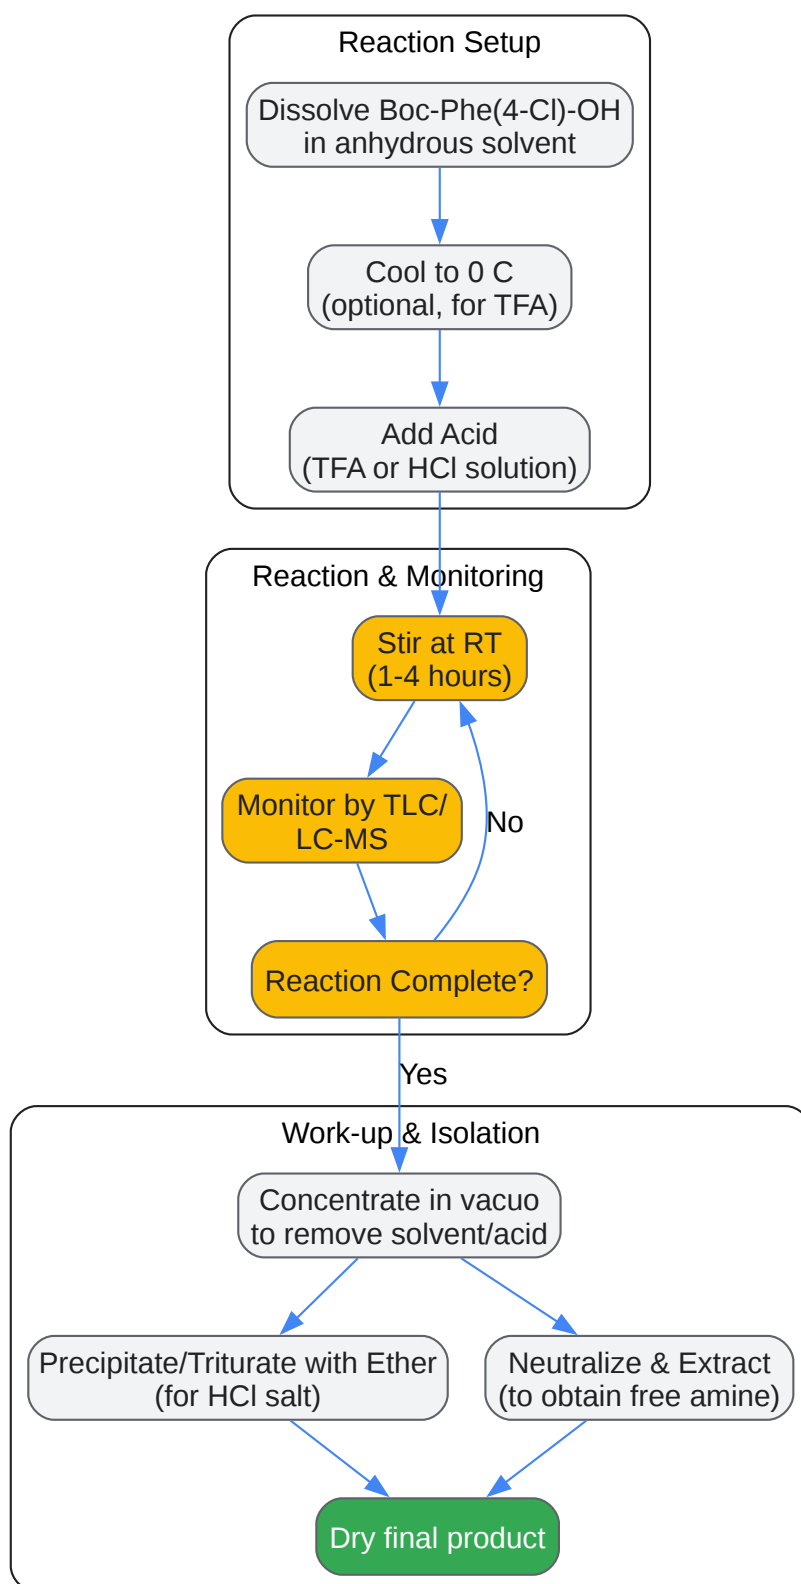 Reaction Setup
Dissolve Boc-Phe(4-Cl)-OH
in anhydrous solvent
Cool to 0 C
(optional, for TFA)
Add Acid
(TFA or HCl solution)
Reaction & Monitoring
Stir at RT
(1-4 hours)
Monitor by TLC/
LC-MS
No
Reaction Complete?
Yes
Work-up & Isolation
Concentrate in vacuo
to remove solvent/acid
Precipitate/Triturate with Ether
(for HCl salt)
Neutralize & Extract
(to obtain free amine)
Dry final product